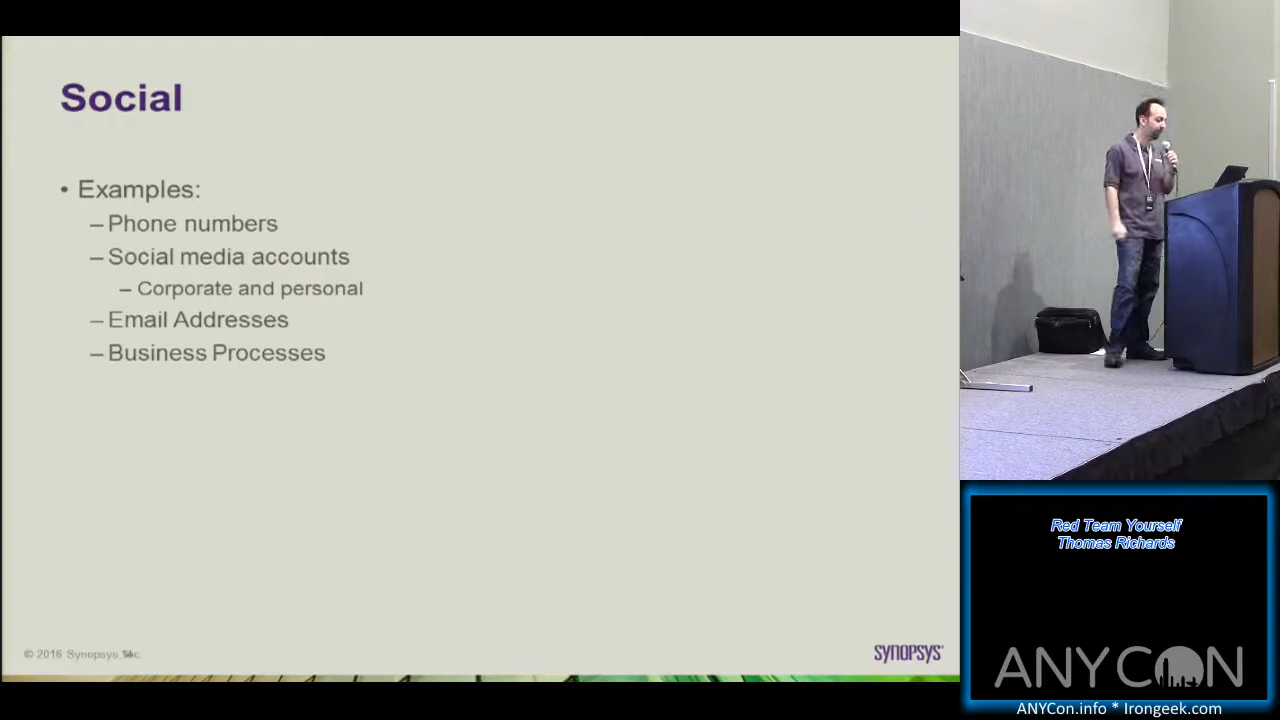 Social
• Examples:
– Phone numbers
– Social media accounts
– Corporate and personal
– Email Addresses
– Business Processes
© 2016 Synopsys, Inc.
SYNOPSYS®
Red Team Yourself
Thomas Richards
ANYCON
ANYCon.info * Irongeek.com